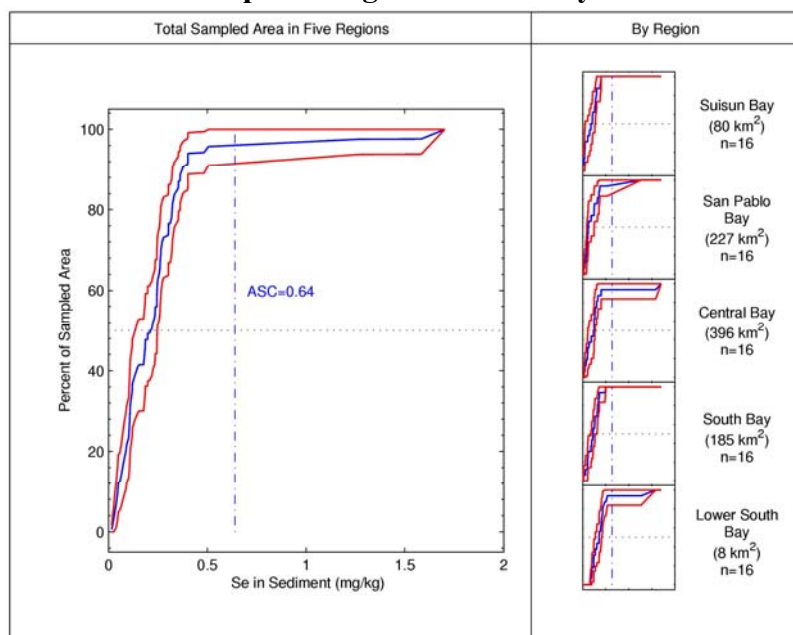 Total Sampled Area in Five Regions
By Region
100
80
60
40
20
0
Percent of Sampled Area
ASC=0.64
0
0.5
1
1.5
2
Se in Sediment (mg/kg)
Suisun Bay
(80 km²)
n=16
San Pablo
Bay
(227 km²)
n=16
Central Bay
(396 km²)
n=16
South Bay
(185 km²)
n=16
Lower South
Bay
(8 km²)
n=16